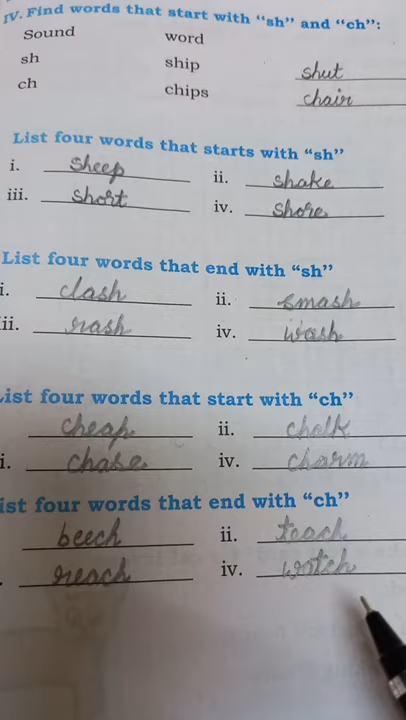 IV. Find words that start with "sh" and "ch":
Sound word
sh ship shut
ch chips chair
List four words that starts with "sh"
i. sheep ii. shake
iii. short iv. shore
List four words that end with "sh"
i. clash ii. smash
ii. rash iv. wash
ist four words that start with "ch"
cheap ii. chalk
i. chase iv. charm
ist four words that end with "ch"
beech ii. teach
. reach iv. watch